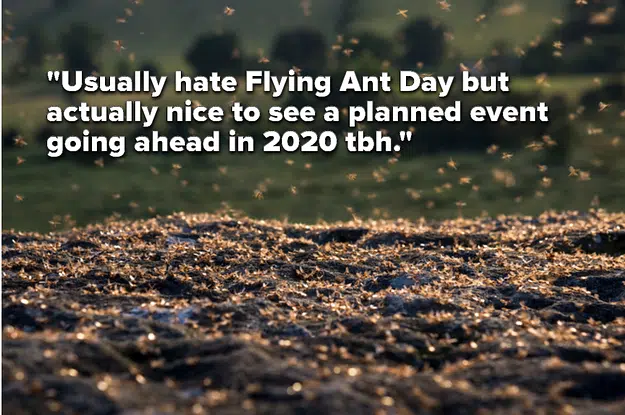 "Usually hate Flying Ant Day but
actually nice to see a planned event
going ahead in 2020 tbh."